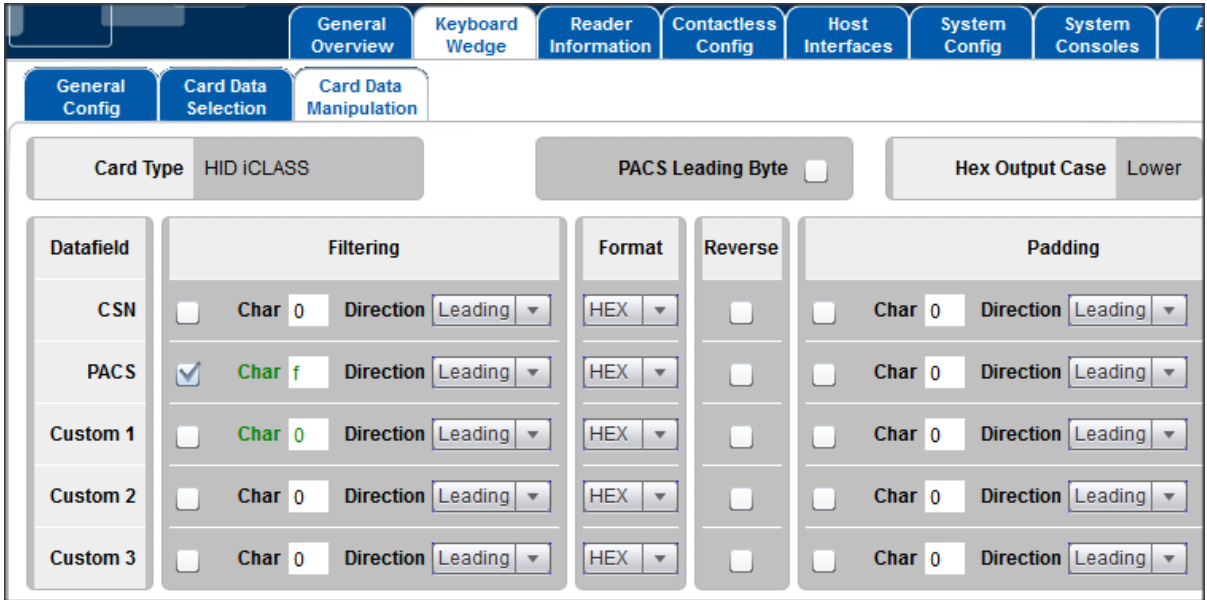 General Overview
Keyboard Wedge
Reader Information
Contactless Config
Host Interfaces
System Config
System Consoles
General Config
Card Data Selection
Card Data Manipulation
Card Type HID iCLASS PACS Leading Byte Hex Output Case Lower
Datafield Filtering Format Reverse Padding
CSN Char 0 Direction Leading HEX Char 0 Direction Leading
PACS Char f Direction Leading HEX Char 0 Direction Leading
Custom 1 Char 0 Direction Leading HEX Char 0 Direction Leading
Custom 2 Char 0 Direction Leading HEX Char 0 Direction Leading
Custom 3 Char 0 Direction Leading HEX Char 0 Direction Leading